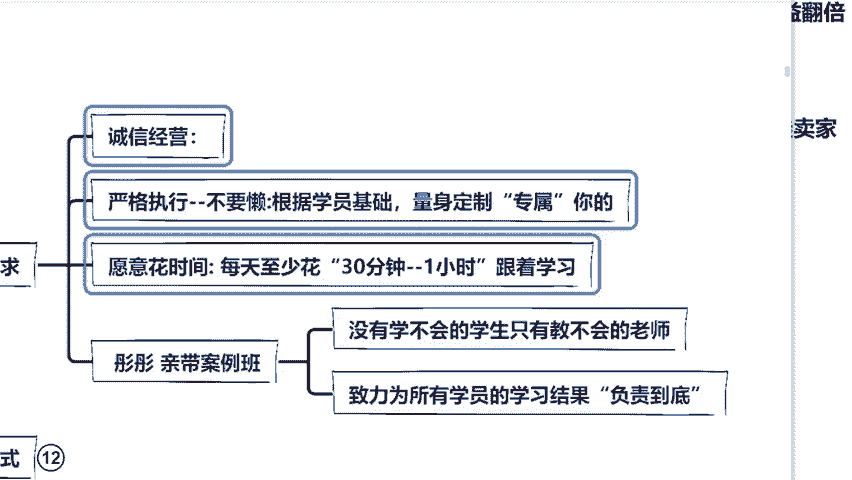 翻倍
卖家
诚信经营：
严格执行--不要懒:根据学员基础，量身定制“专属”你的
求
愿意花时间: 每天至少花“30分钟--1小时”跟着学习
没有学不会的学生只有教不会的老师
彤彤 亲带案例班
致力为所有学员的学习结果“负责到底”
式 12